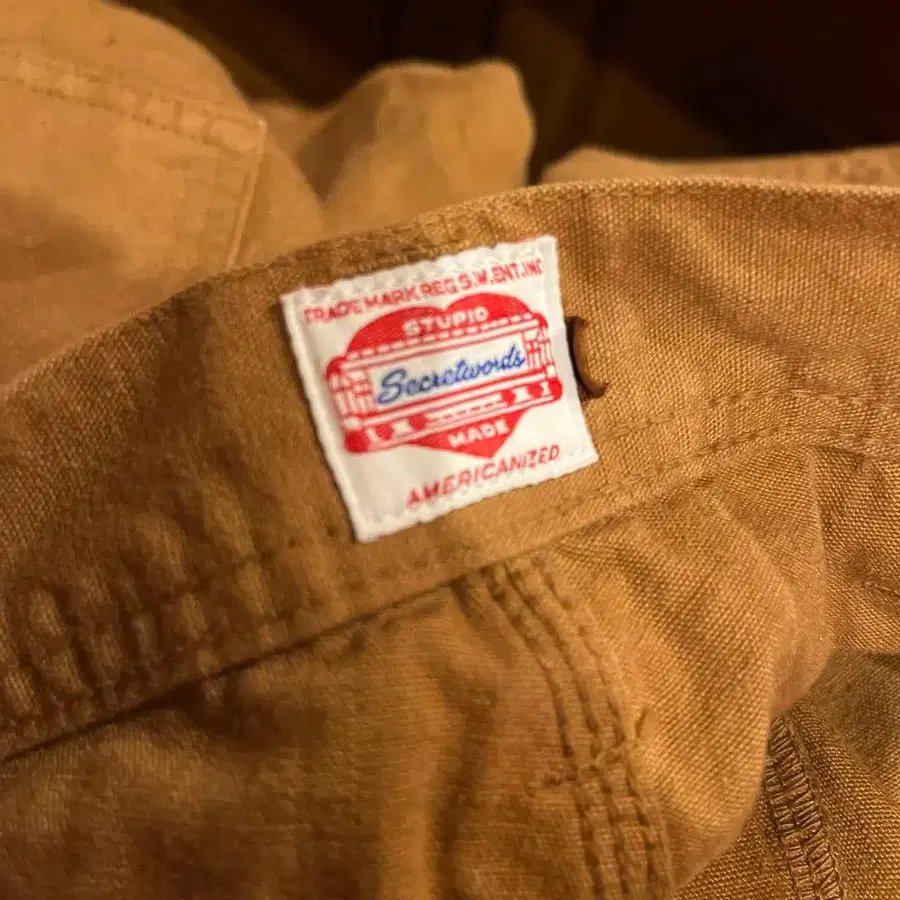 TRADE MARK REG S.W.ENT.INC
STUPID
Secretwords
MADE
AMERICANIZED